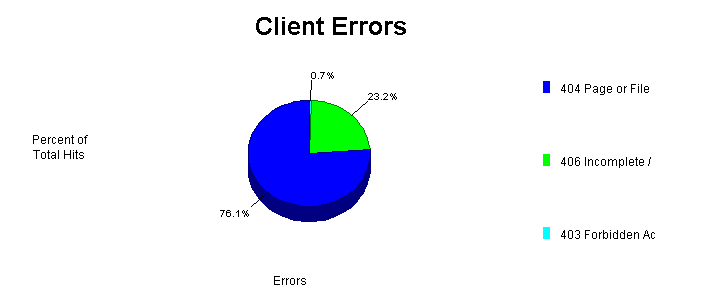 Client Errors
0.7%
23.2%
76.1%
Percent of
Total Hits
Errors
404 Page or File
406 Incomplete /
403 Forbidden Ac